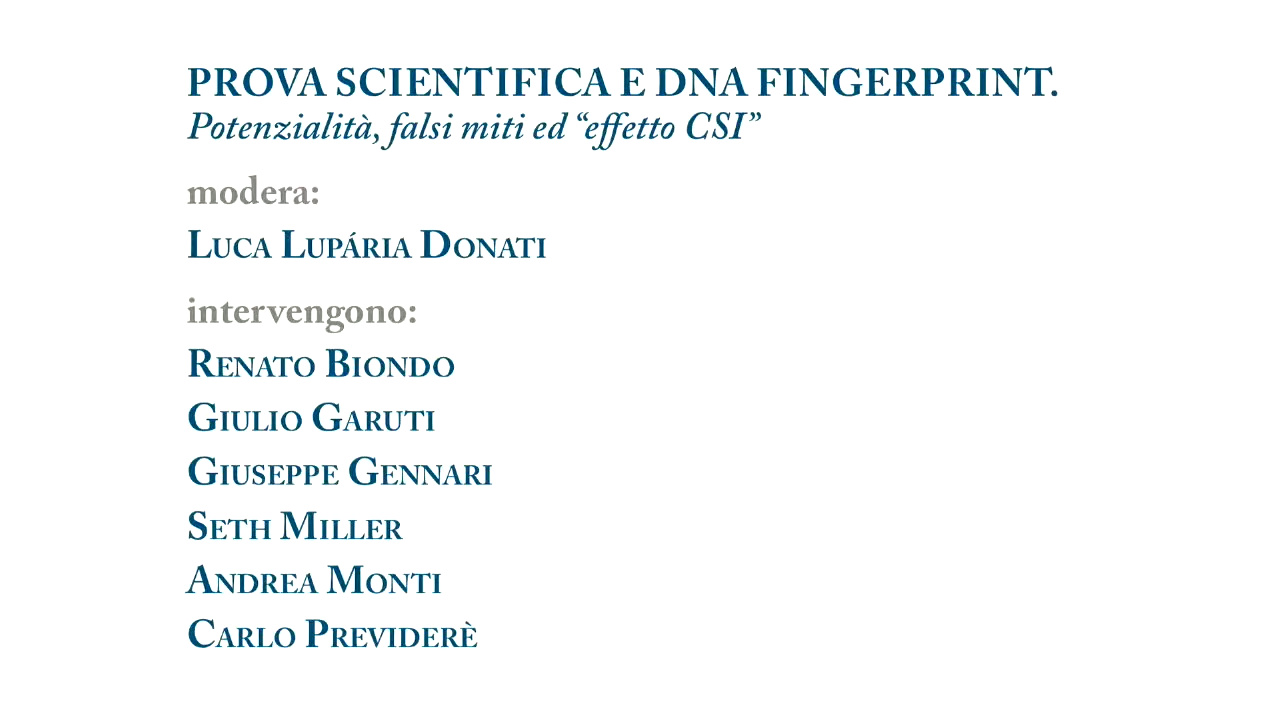 PROVA SCIENTIFICA E DNA FINGERPRINT.
Potenzialità, falsi miti ed “effetto CSI”
modera:
Luca Lupária Donati
intervengono:
Renato Biondo
Giulio Garuti
Giuseppe Gennari
Seth Miller
Andrea Monti
Carlo Previderè